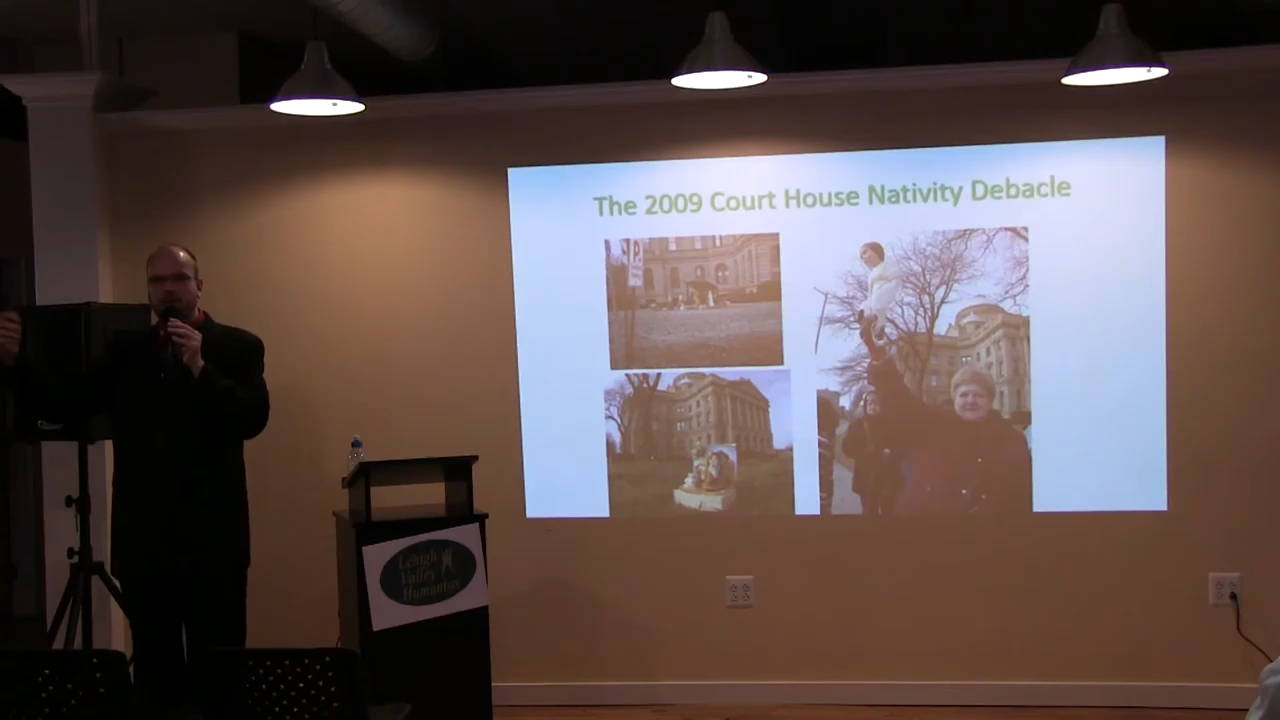 The 2009 Court House Nativity Debacle
P
Lehigh
Valley
Humanists